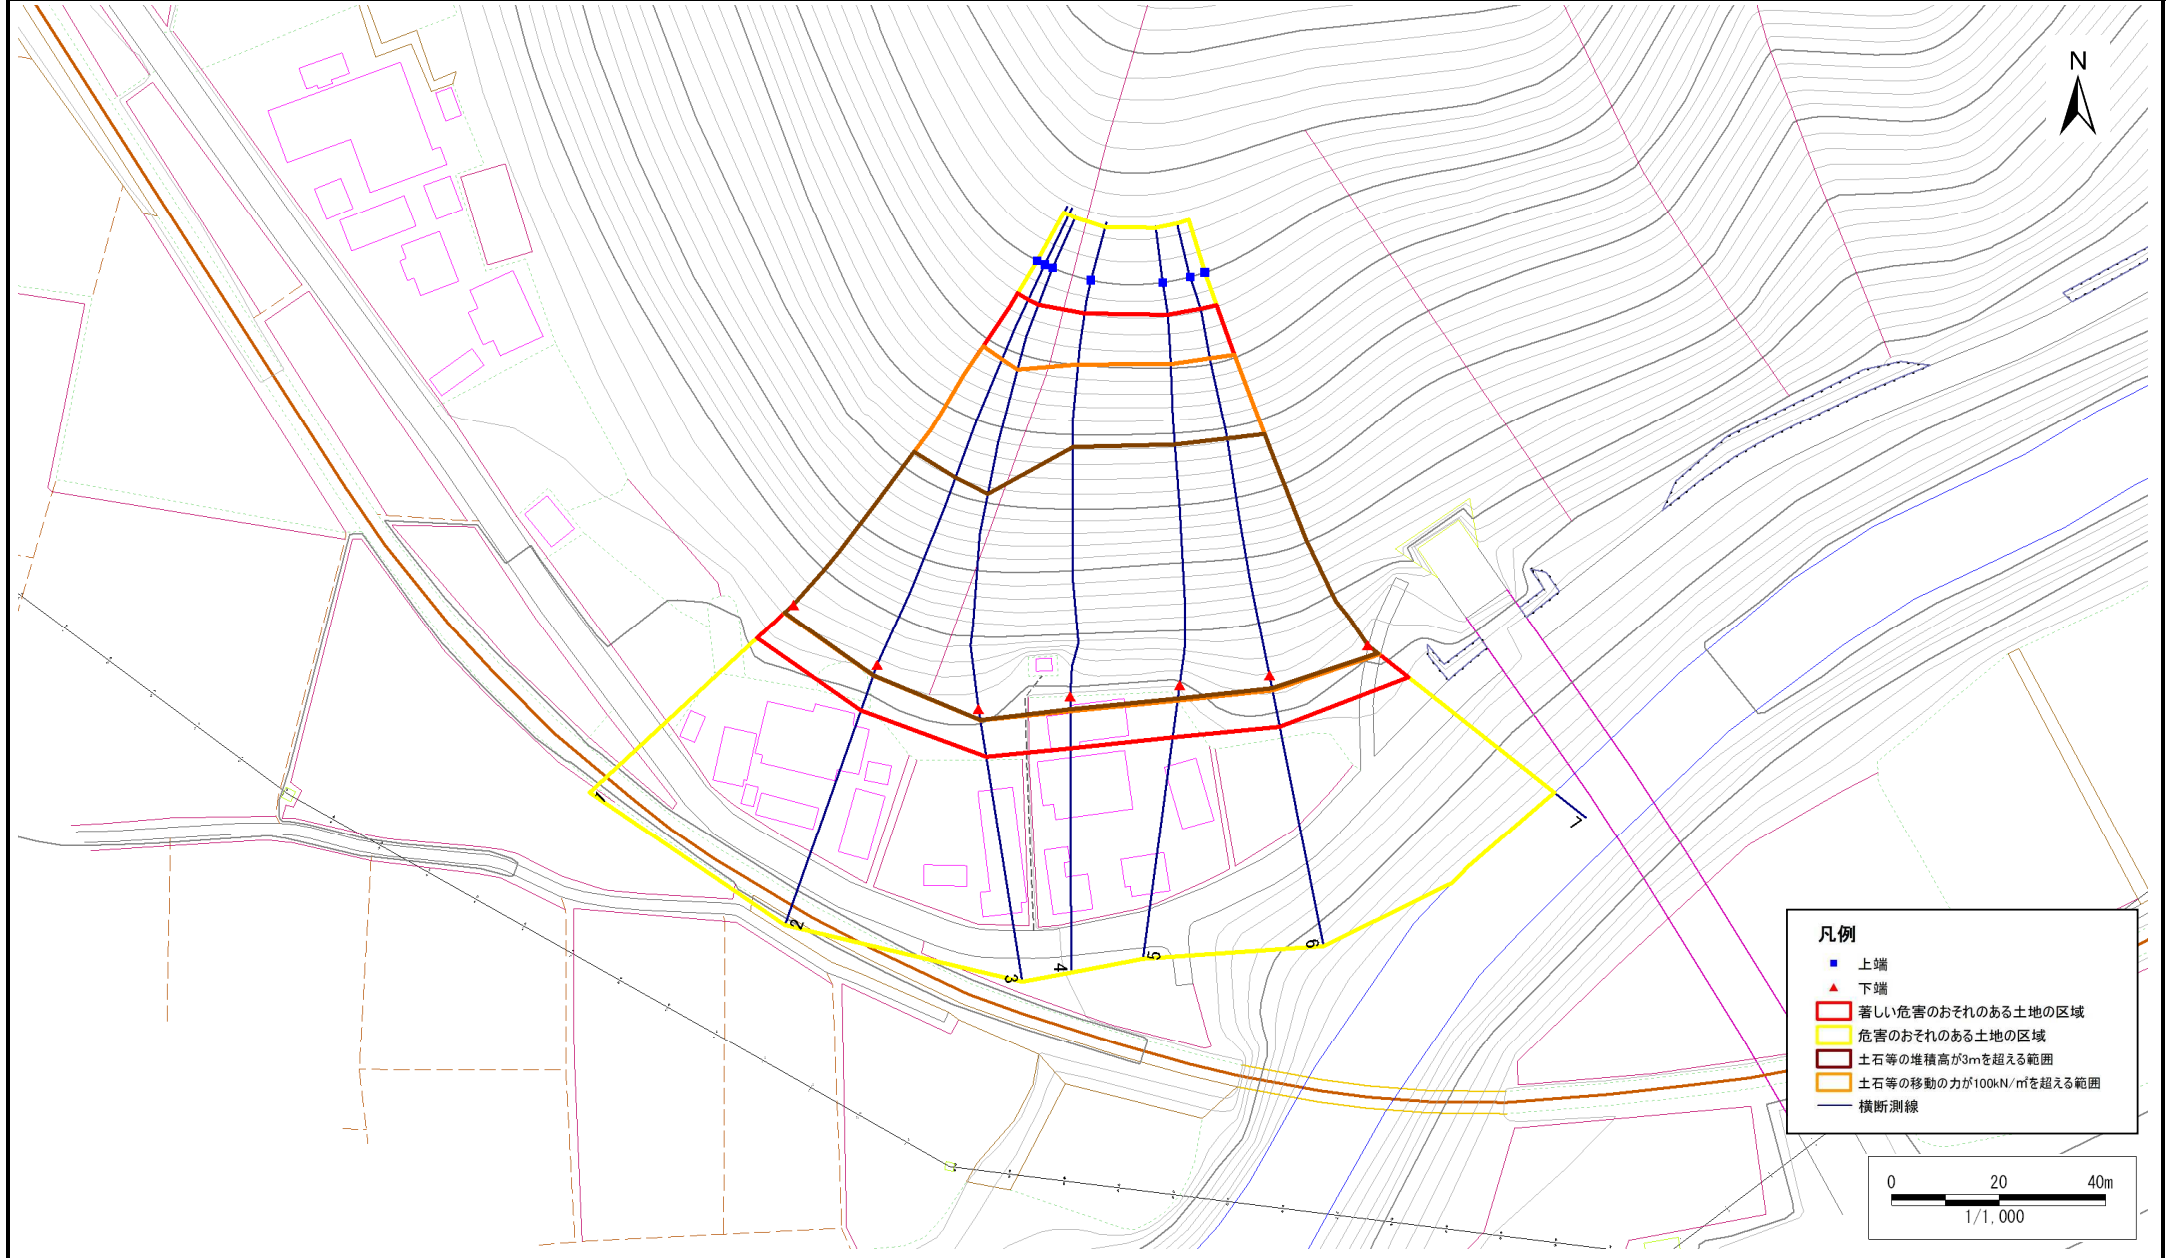 N
1
2
3
4
5
6
7
凡例
上端
下端
著しい危害のおそれのある土地の区域
危害のおそれのある土地の区域
土石等の堆積高が3mを超える範囲
土石等の移動の力が100kN/㎡を超える範囲
横断測線
0 20 40m
1/1,000